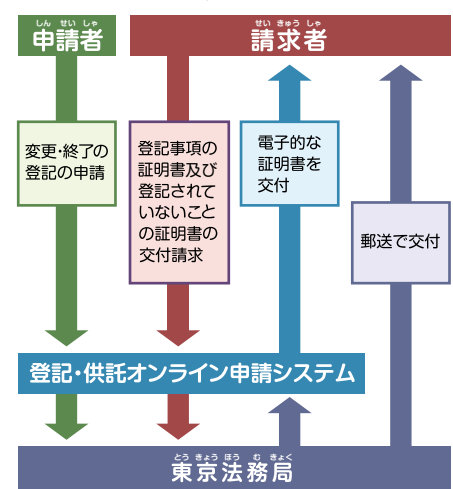 しん せい しゃ
申請者
せい きゅう しゃ
請求者
変更・終了の
登記の申請
登記事項の
証明書及び
登記されて
いないこと
の証明書の
交付請求
電子的な
証明書を
交付
郵送で交付
登記・供託オンライン申請システム
とう きょう ほう む きょく
東京法務局